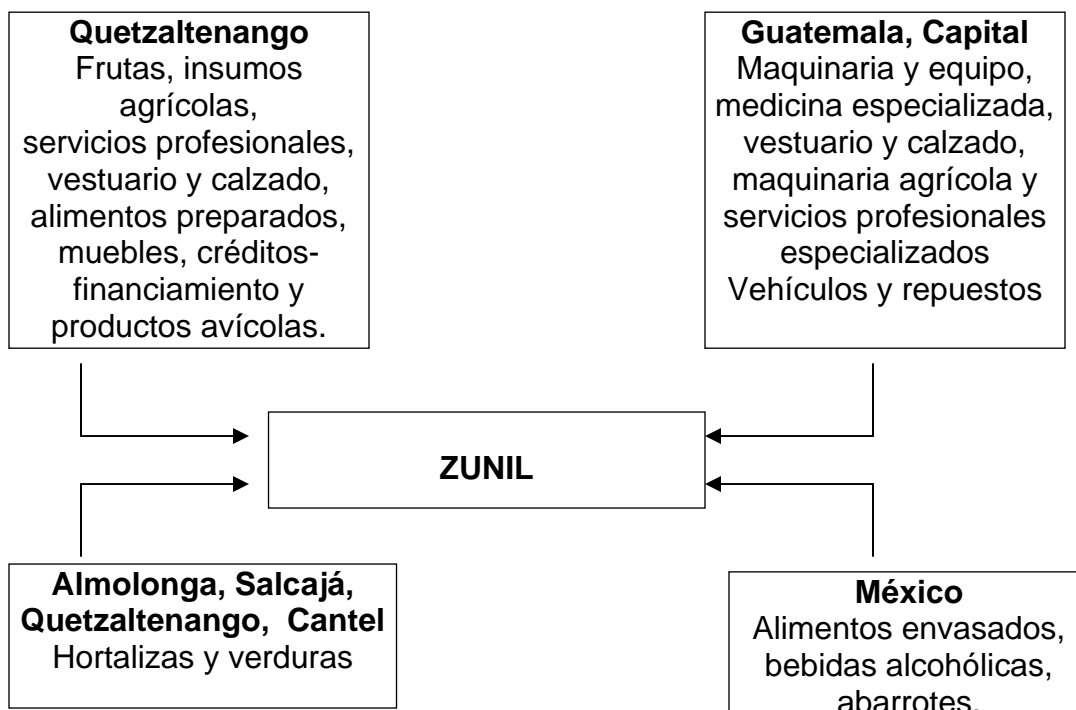 Quetzaltenango
Frutas, insumos
agrícolas,
servicios profesionales,
vestuario y calzado,
alimentos preparados,
muebles, créditos-
financiamiento y
productos avícolas.
Guatemala, Capital
Maquinaria y equipo,
medicina especializada,
vestuario y calzado,
maquinaria agrícola y
servicios profesionales
especializados
Vehículos y repuestos
ZUNIL
Almolonga, Salcajá,
Quetzaltenango, Cantel
Hortalizas y verduras
México
Alimentos envasados,
bebidas alcohólicas,
abarrotes.